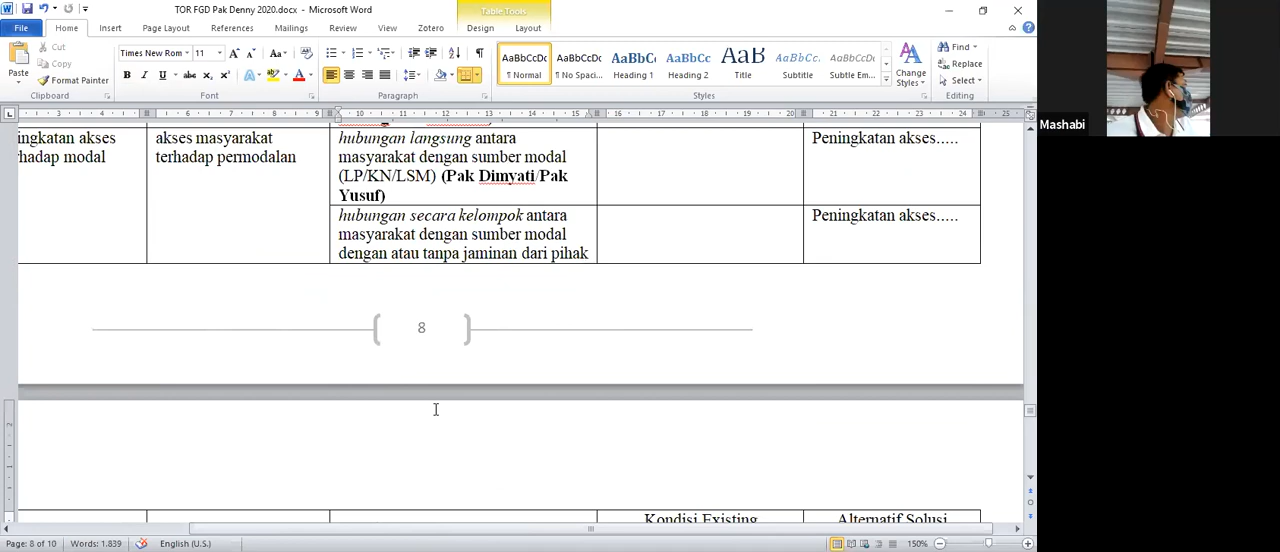 TOR FGD Pak Denny 2020.docx - Microsoft Word
Table Tools
File Home Insert Page Layout References Mailings Review View Zotero Design Layout
Paste
Cut
Copy
Format Painter
Clipboard
Times New Rom 11
Font
Paragraph
AaBbCcDc AaBbCcDc AaBbC AaBbCc AaB AaBbCc. AaBbCcDc
¶ Normal ¶ No Spaci... Heading 1 Heading 2 Title Subtitle Subtle Em...
Change
Styles
Styles
Find
Replace
Select
Editing
Mashabi
ingkatan akses
hadap modal
akses masyarakat
terhadap permodalan
hubungan langsung antara
masyarakat dengan sumber modal
(LP/KN/LSM) (Pak Dimyati/Pak
Yusuf)
Peningkatan akses.....
hubungan secara kelompok antara
masyarakat dengan sumber modal
dengan atau tanpa jaminan dari pihak
Peningkatan akses.....
8
Kondisi Existing
Alternatif Solusi
Page: 8 of 10 Words: 1.839 English (U.S.) 150%